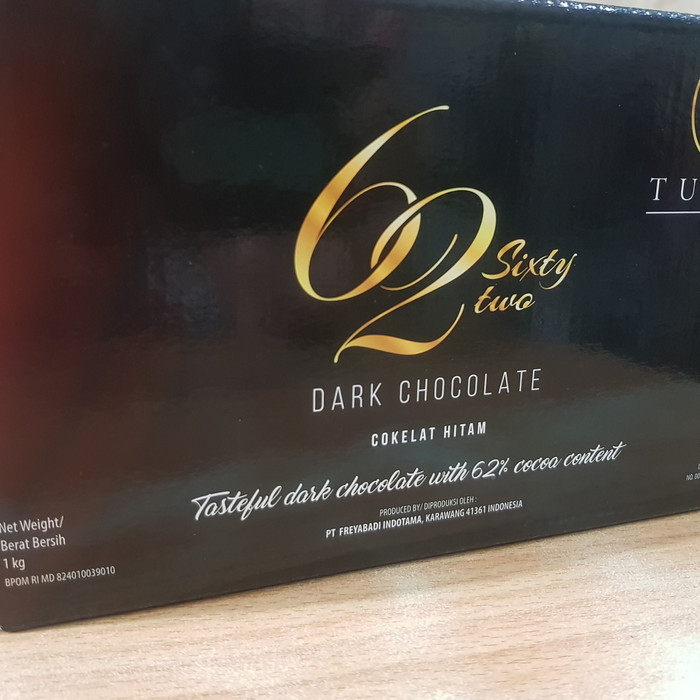 62
Sixty
two
DARK CHOCOLATE
COKELAT HITAM
Tasteful dark chocolate with 62% cocoa content
PRODUCED BY/ DIPRODUKSI OLEH :
PT FREYABADI INDOTAMA, KARAWANG 41361 INDONESIA
Net Weight/
Berat Bersih
1 kg
BPOM RI MD 824010039010
TU